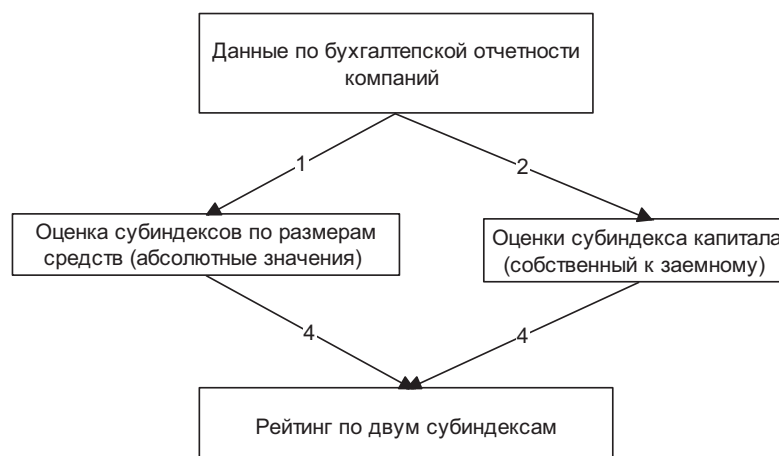 Данные по бухгалтепской отчетности
компаний
1
2
Оценка субиндексов по размерам
средств (абсолютные значения)
Оценки субиндекса капитала
(собственный к заемному)
4
4
Рейтинг по двум субиндексам